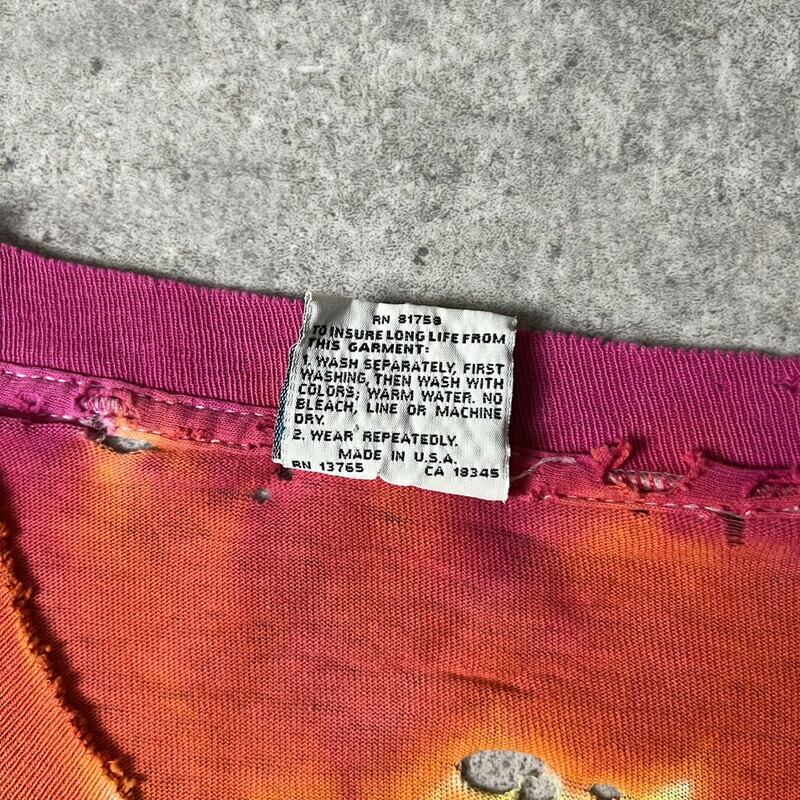 RN 81758
TO INSURE LONG LIFE FROM
THIS GARMENT:
1. WASH SEPARATELY, FIRST
WASHING, THEN WASH WITH
COLORS; WARM WATER. NO
BLEACH, LINE OR MACHINE
DRY.
2. WEAR REPEATEDLY.
MADE IN U.S.A.
RN 13765 CA 18345